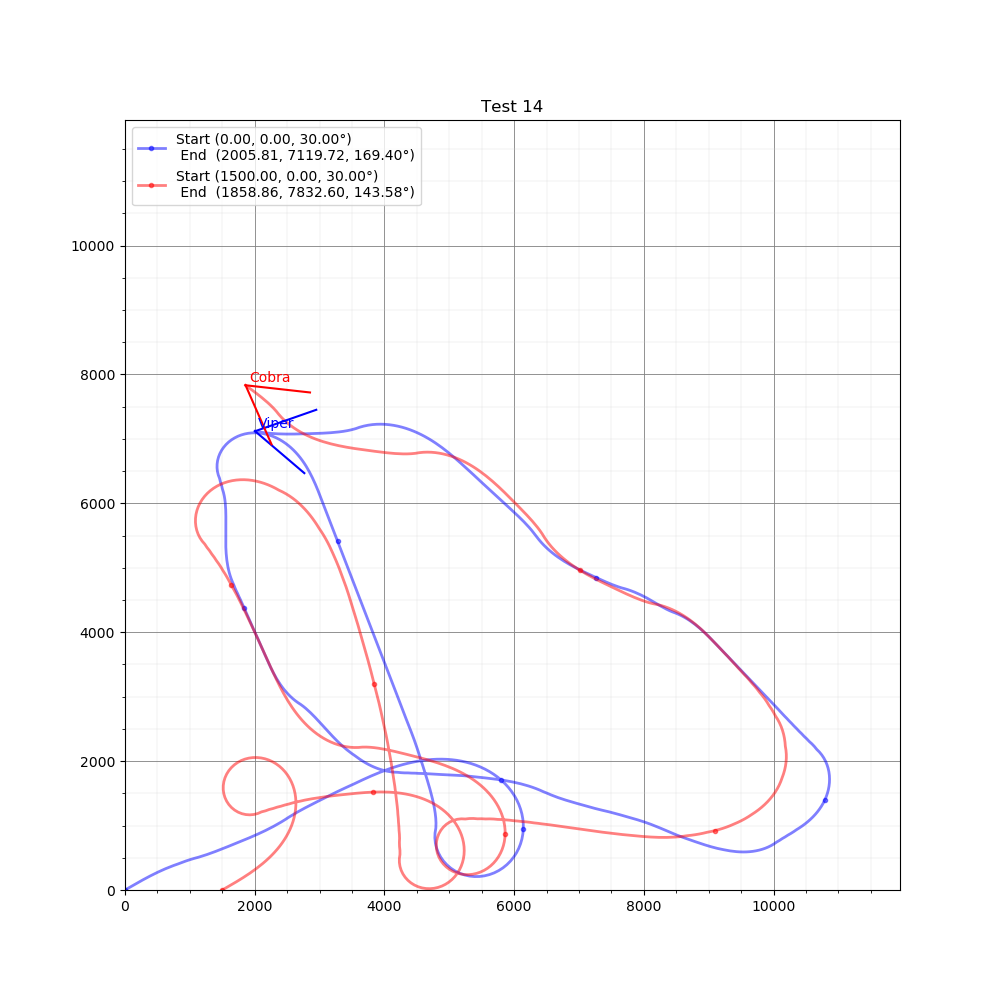 Test 14
Start (0.00, 0.00, 30.00°)
End  (2005.81, 7119.72, 169.40°)
Start (1500.00, 0.00, 30.00°)
End  (1858.86, 7832.60, 143.58°)
10000
8000
Cobra
Viper
6000
4000
2000
0
0 2000 4000 6000 8000 10000